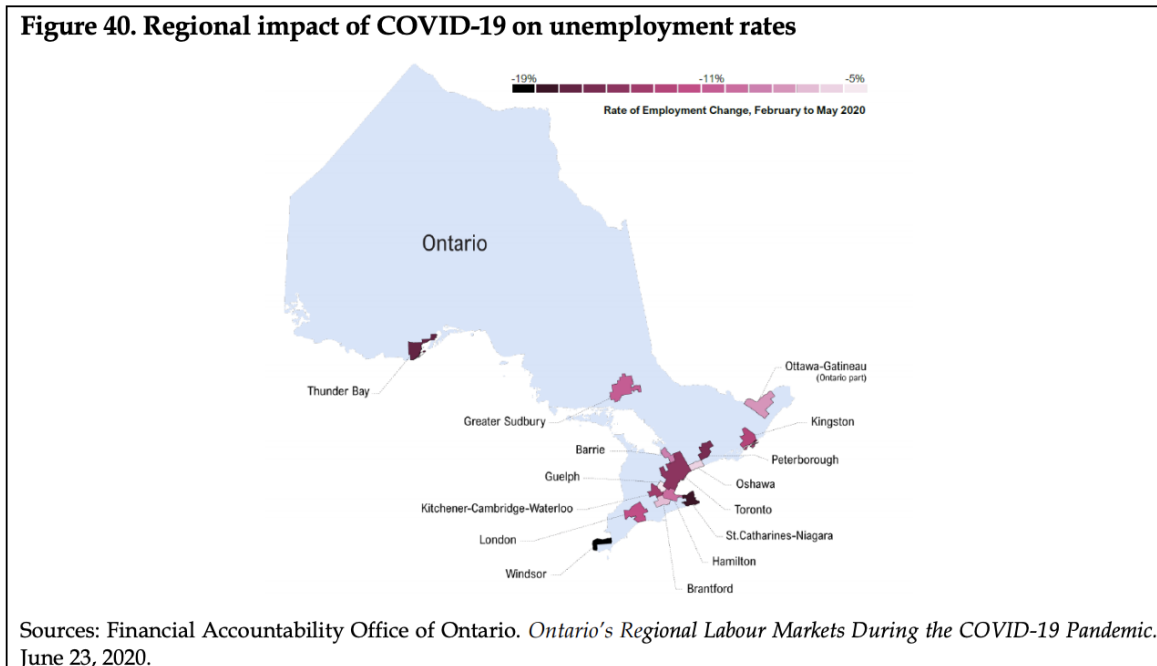 Figure 40. Regional impact of COVID-19 on unemployment rates
-19% -11% -5%
Rate of Employment Change, February to May 2020
Ontario
Ottawa-Gatineau
(Ontario part)
Thunder Bay
Greater Sudbury
Kingston
Barrie
Peterborough
Guelph
Oshawa
Kitchener-Cambridge-Waterloo
Toronto
London
St.Catharines-Niagara
Hamilton
Windsor
Brantford
Sources: Financial Accountability Office of Ontario. Ontario's Regional Labour Markets During the COVID-19 Pandemic.
June 23, 2020.